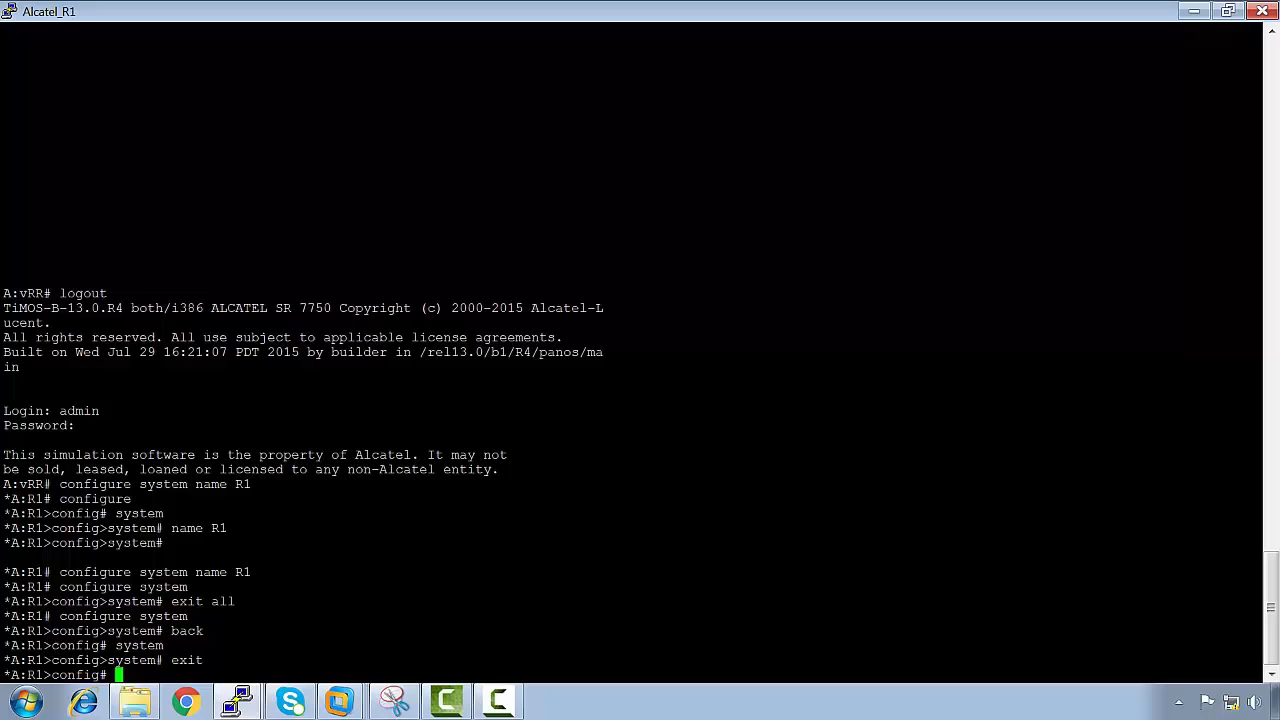 Alcatel_R1
A:vRR# logout
TiMOS-B-13.0.R4 both/i386 ALCATEL SR 7750 Copyright (c) 2000-2015 Alcatel-L
ucent.
All rights reserved. All use subject to applicable license agreements.
Built on Wed Jul 29 16:21:07 PDT 2015 by builder in /rel13.0/b1/R4/panos/ma
in
Login: admin
Password:
This simulation software is the property of Alcatel. It may not
be sold, leased, loaned or licensed to any non-Alcatel entity.
A:vRR# configure system name R1
*A:R1# configure
*A:R1>config# system
*A:R1>config>system# name R1
*A:R1>config>system#
*A:R1# configure system name R1
*A:R1# configure system
*A:R1>config>system# exit all
*A:R1# configure system
*A:R1>config>system# back
*A:R1>config# system
*A:R1>config>system# exit
*A:R1>config#